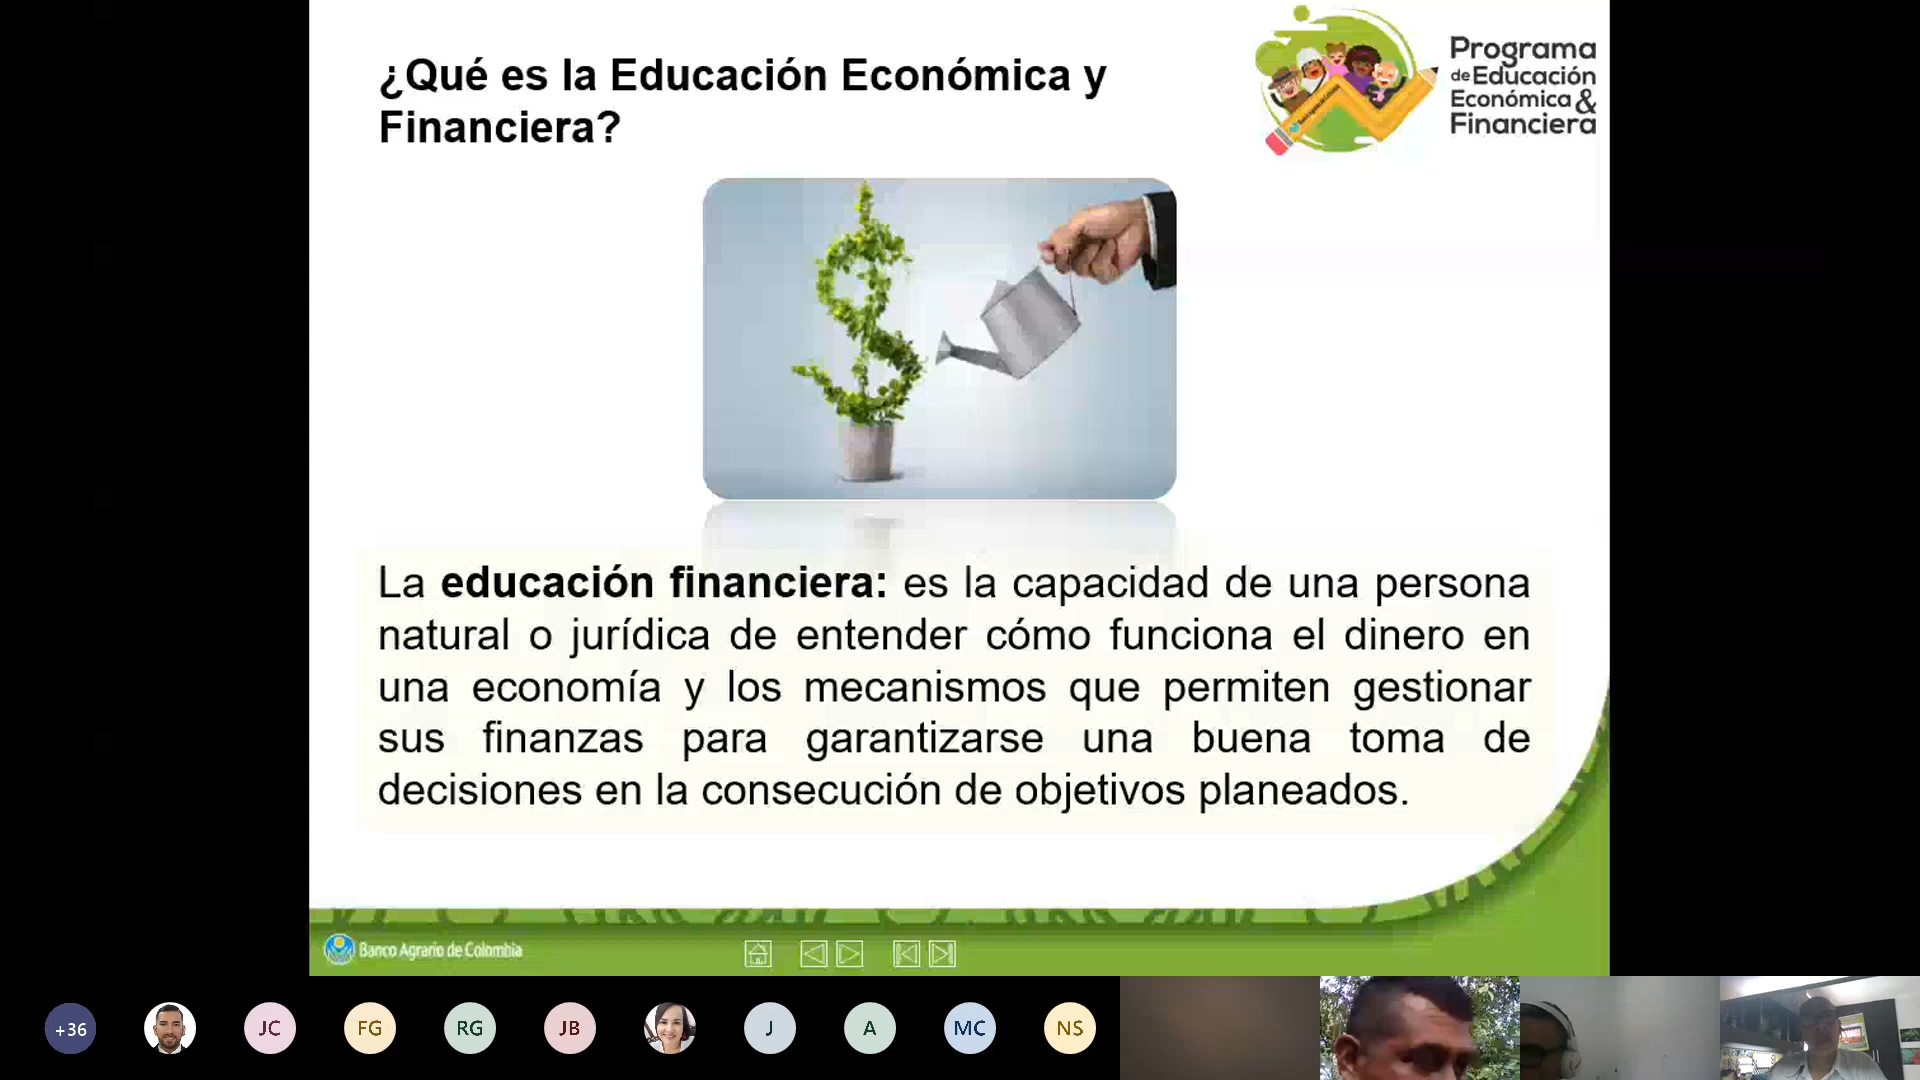 ¿Qué es la Educación Económica y
Financiera?
Programa
de Educación
Económica &
Financiera
La educación financiera: es la capacidad de una persona
natural o jurídica de entender cómo funciona el dinero en
una economía y los mecanismos que permiten gestionar
sus finanzas para garantizarse una buena toma de
decisiones en la consecución de objetivos planeados.
Banco Agrario de Colombia
+36
JC
FG
RG
JB
J
A
MC
NS